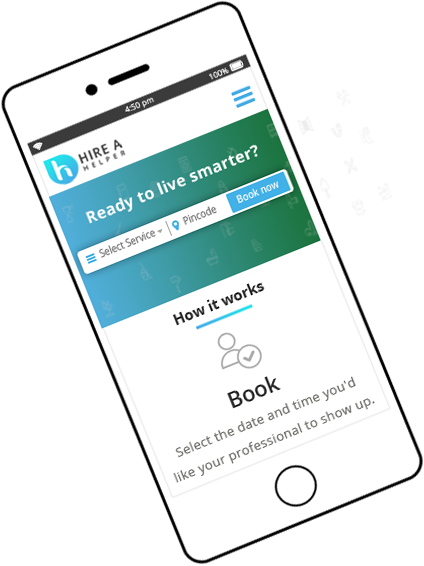 4:50 pm 100%
h HIRE A
HELPER
Ready to live smarter?
Select Service Pincode Book now
How it works
Book
Select the date and time you'd
like your professional to show up.